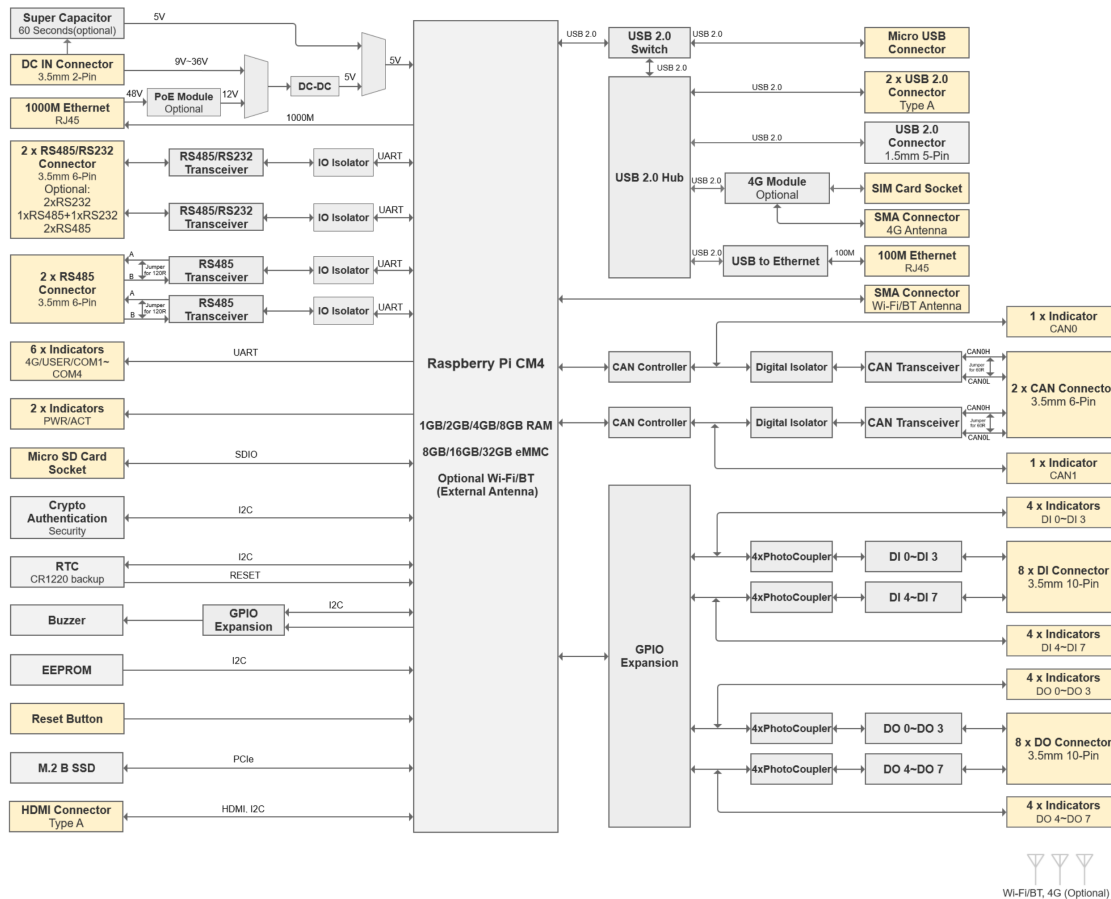 Super Capacitor
60 Seconds(optional)
5V
DC IN Connector
3.5mm 2-Pin
9V~36V
48V
PoE Module
Optional
12V
DC-DC
5V
5V
1000M Ethernet
RJ45
1000M
2 x RS485/RS232
Connector
3.5mm 6-Pin
Optional:
2xRS232
1xRS485+1xRS232
2xRS485
RS485/RS232
Transceiver
IO Isolator
UART
RS485/RS232
Transceiver
IO Isolator
UART
2 x RS485
Connector
3.5mm 6-Pin
A
Jumper
for 120R
B
RS485
Transceiver
IO Isolator
UART
A
Jumper
for 120R
B
RS485
Transceiver
IO Isolator
UART
6 x Indicators
4G/USER/COM1~
COM4
UART
2 x Indicators
PWR/ACT
Micro SD Card
Socket
SDIO
Crypto
Authentication
Security
I2C
RTC
CR1220 backup
I2C
RESET
Buzzer
GPIO
Expansion
I2C
EEPROM
I2C
Reset Button
M.2 B SSD
PCIe
HDMI Connector
Type A
HDMI. I2C
Raspberry Pi CM4
1GB/2GB/4GB/8GB RAM
8GB/16GB/32GB eMMC
Optional Wi-Fi/BT
(External Antenna)
USB 2.0
USB 2.0
Switch
USB 2.0
Micro USB
Connector
USB 2.0
USB 2.0 Hub
USB 2.0
2 x USB 2.0
Connector
Type A
USB 2.0
USB 2.0
Connector
1.5mm 5-Pin
USB 2.0
4G Module
Optional
SIM Card Socket
SMA Connector
4G Antenna
USB 2.0
USB to Ethernet
100M
100M Ethernet
RJ45
SMA Connector
Wi-Fi/BT Antenna
1 x Indicator
CAN0
CAN Controller
Digital Isolator
CAN Transceiver
CAN0H
Jumper
for 60R
CAN0L
2 x CAN Connecto
3.5mm 6-Pin
CAN Controller
Digital Isolator
CAN Transceiver
CAN0H
Jumper
for 60R
CAN0L
1 x Indicator
CAN1
GPIO
Expansion
4 x Indicators
DI 0~DI 3
4xPhotoCoupler
DI 0~DI 3
8 x DI Connector
3.5mm 10-Pin
4xPhotoCoupler
DI 4~DI 7
4 x Indicators
DI 4~DI 7
4 x Indicators
DO 0~DO 3
4xPhotoCoupler
DO 0~DO 3
8 x DO Connector
3.5mm 10-Pin
4xPhotoCoupler
DO 4~DO 7
4 x Indicators
DO 4~DO 7
Wi-Fi/BT, 4G (Optional)